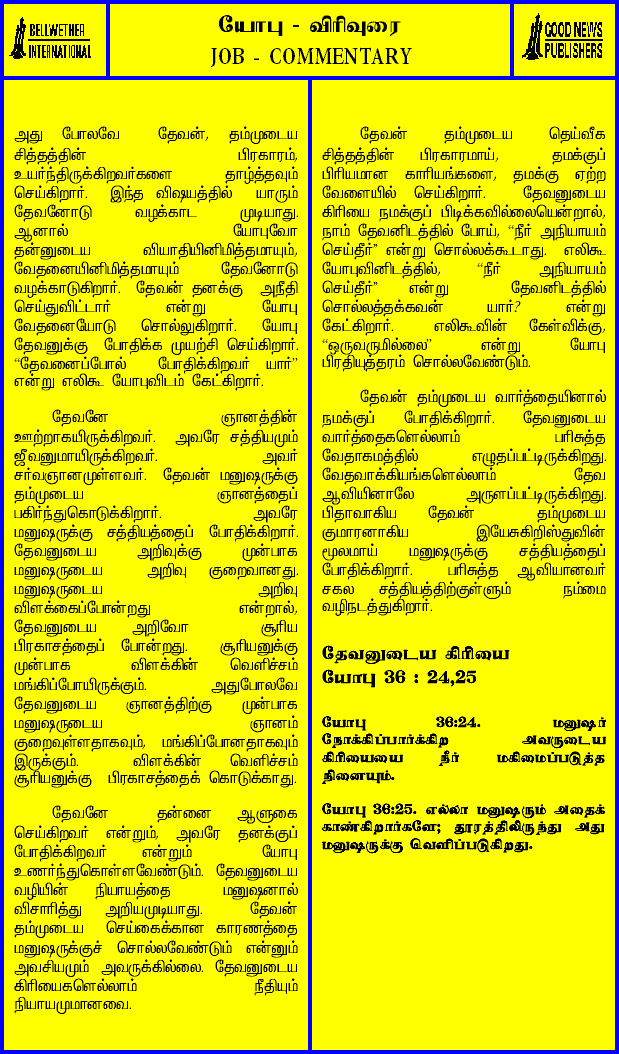 BELLWETHER
INTERNATIONAL
யோபு - விரிவுரை
JOB - COMMENTARY
GOOD NEWS
PUBLISHERS
அது போலவே தேவன், தம்முடைய
சித்தத்தின் பிரகாரம்,
உயர்ந்திருக்கிறவர்களை தாழ்த்தவும்
செய்கிறார். இந்த விஷயத்தில் யாரும்
தேவனோடு வழக்காட முடியாது.
ஆனால் யோபுவோ
தன்னுடைய வியாதியினிமித்தமாயும்,
வேதனையினிமித்தமாயும் தேவனோடு
வழக்காடுகிறார். தேவன் தனக்கு அநீதி
செய்துவிட்டார் என்று யோபு
வேதனையோடு சொல்லுகிறார். யோபு
தேவனுக்கு போதிக்க முயற்சி செய்கிறார்.
“தேவனைப்போல் போதிக்கிறவர் யார்”
என்று எலிகூ யோபுவிடம் கேட்கிறார்.
தேவனே ஞானத்தின்
ஊற்றாகயிருக்கிறவர். அவரே சத்தியமும்
ஜீவனுமாயிருக்கிறவர். அவர்
சர்வஞானமுள்ளவர். தேவன் மனுஷருக்கு
தம்முடைய ஞானத்தைப்
பகிர்ந்துகொடுக்கிறார். அவரே
மனுஷருக்கு சத்தியத்தைப் போதிக்கிறார்.
தேவனுடைய அறிவுக்கு முன்பாக
மனுஷருடைய அறிவு குறைவானது.
மனுஷருடைய அறிவு
விளக்கைப்போன்றது என்றால்,
தேவனுடைய அறிவோ சூரிய
பிரகாசத்தைப் போன்றது. சூரியனுக்கு
முன்பாக விளக்கின் வெளிச்சம்
மங்கிப்போயிருக்கும். அதுபோலவே
தேவனுடைய ஞானத்திற்கு முன்பாக
மனுஷருடைய ஞானம்
குறைவுள்ளதாகவும், மங்கிப்போனதாகவும்
இருக்கும். விளக்கின் வெளிச்சம்
சூரியனுக்கு பிரகாசத்தைக் கொடுக்காது.
தேவனே தன்னை ஆளுகை
செய்கிறவர் என்றும், அவரே தனக்குப்
போதிக்கிறவர் என்றும் யோபு
உணர்ந்துகொள்ளவேண்டும். தேவனுடைய
வழியின் நியாயத்தை மனுஷனால்
விசாரித்து அறியமுடியாது. தேவன்
தம்முடைய செய்கைக்கான காரணத்தை
மனுஷருக்குச் சொல்லவேண்டும் என்னும்
அவசியமும் அவருக்கில்லை. தேவனுடைய
கிரியைகளெல்லாம் நீதியும்
நியாயமுமானவை.
தேவன் தம்முடைய தெய்வீக
சித்தத்தின் பிரகாரமாய், தமக்குப்
பிரியமான காரியங்களை, தமக்கு ஏற்ற
வேளையில் செய்கிறார். தேவனுடைய
கிரியை நமக்குப் பிடிக்கவில்லையென்றால்,
நாம் தேவனிடத்தில் போய், “நீர் அநியாயம்
செய்தீர்” என்று சொல்லக்கூடாது. எலிகூ
யோபுவினிடத்தில், “நீர் அநியாயம்
செய்தீர்” என்று தேவனிடத்தில்
சொல்லத்தக்கவன் யார்? என்று
கேட்கிறார். எலிகூவின் கேள்விக்கு,
“ஒருவருமில்லை” என்று யோபு
பிரதியுத்தரம் சொல்லவேண்டும்.
தேவன் தம்முடைய வார்த்தையினால்
நமக்குப் போதிக்கிறார். தேவனுடைய
வார்த்தைகளெல்லாம் பரிசுத்த
வேதாகமத்தில் எழுதப்பட்டிருக்கிறது.
வேதவாக்கியங்களெல்லாம் தேவ
ஆவியினாலே அருளப்பட்டிருக்கிறது.
பிதாவாகிய தேவன் தம்முடைய
குமாரனாகிய இயேசுகிறிஸ்துவின்
மூலமாய் மனுஷருக்கு சத்தியத்தைப்
போதிக்கிறார். பரிசுத்த ஆவியானவர்
சகல சத்தியத்திற்குள்ளும் நம்மை
வழிநடத்துகிறார்.
தேவனுடைய கிரியை
யோபு 36 : 24,25
யோபு 36:24. மனுஷர்
நோக்கிப்பார்க்கிற அவருடைய
கிரியையை நீர் மகிமைப்படுத்த
நினையும்.
யோபு 36:25. எல்லா மனுஷரும் அதைக்
காண்கிறார்களே; தூரத்திலிருந்து அது
மனுஷருக்கு வெளிப்படுகிறது.